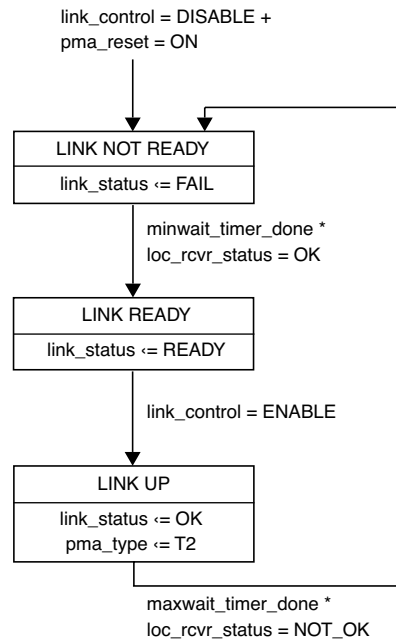 link_control = DISABLE +
pma_reset = ON
LINK NOT READY
link_status ‹= FAIL
minwait_timer_done *
loc_rcvr_status = OK
LINK READY
link_status ‹= READY
link_control = ENABLE
LINK UP
link_status ‹= OK
pma_type ‹= T2
maxwait_timer_done *
loc_rcvr_status = NOT_OK